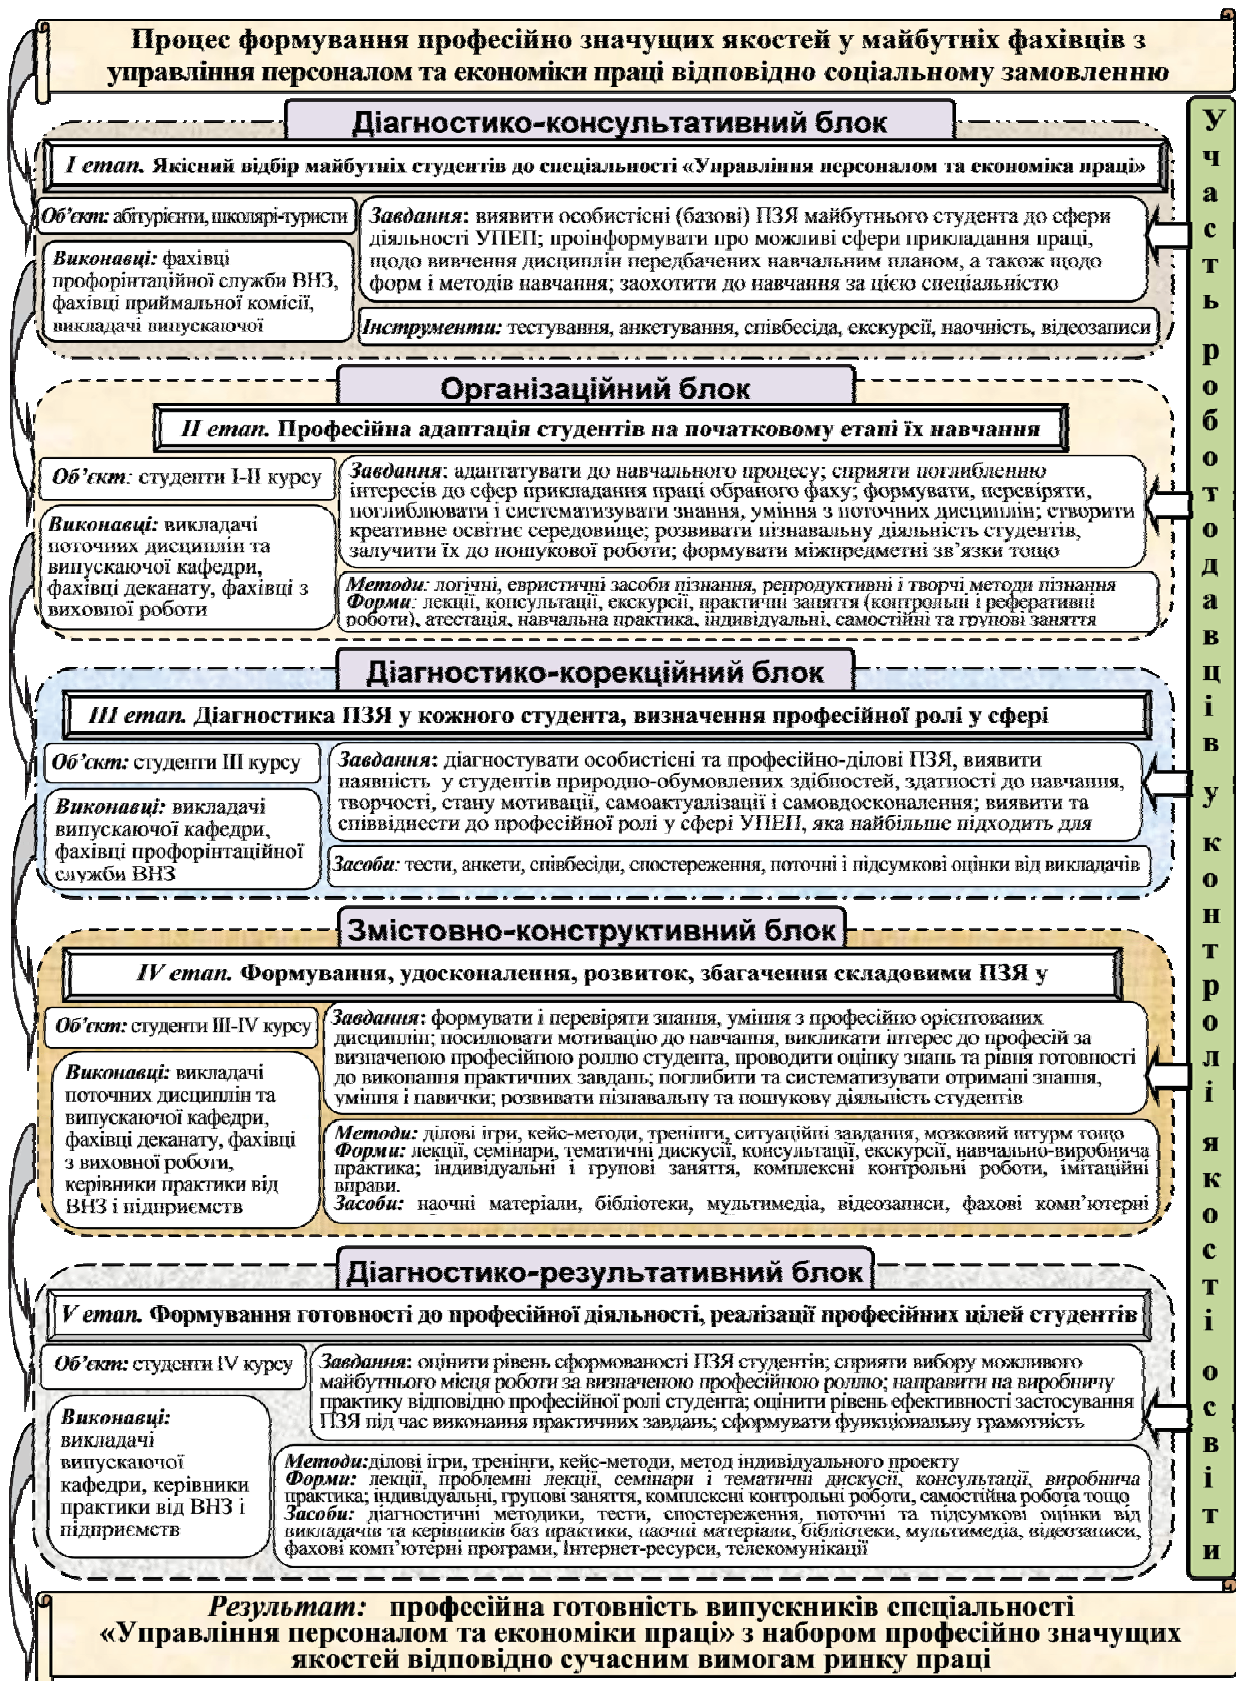 Процес формування професійно значущих якостей у майбутніх фахівців з
управління персоналом та економіки праці відповідно соціальному замовленню
Діагностико-консультативний блок
І етап. Якісний відбір майбутніх студентів до спеціальності «Управління персоналом та економіка праці»
Об'єкт: абітурієнти, школярі-туристи
Виконавці: фахівці
профорінтаційної служби ВНЗ,
фахівці приймальної комісії,
викладачі випускаючої
Завдання: виявити особистісні (базові) ПЗЯ майбутнього студента до сфери
діяльності УПЕП; проінформувати про можливі сфери прикладання праці,
щодо вивчення дисциплін передбачених навчальним планом, а також щодо
форм і методів навчання; заохотити до навчання за цією спеціальністю
Інструменти: тестування, анкетування, співбесіда, екскурсії, наочність, відеозаписи
Організаційний блок
ІІ етап. Професійна адаптація студентів на початковому етапі їх навчання
Об'єкт: студенти І-ІІ курсу
Виконавці: викладачі
поточних дисциплін та
випускаючої кафедри,
фахівці деканату, фахівці з
виховної роботи
Завдання: адаптатувати до навчального процесу; сприяти поглибленню
інтересів до сфер прикладання праці обраного фаху; формувати, перевіряти,
поглиблювати і систематизувати знання, уміння з поточних дисциплін; створити
креативне освітнє середовище; розвивати пізнавальну діяльність студентів,
залучити їх до пошукової роботи; формувати міжпредметні зв'язки тощо
Методи: логічні, евристичні засоби пізнання, репродуктивні і творчі методи пізнання
Форми: лекції, консультації, екскурсії, практичні заняття (контрольні і реферативні
роботи), атестація, навчальна практика, індивідуальні, самостійні та групові заняття
Діагностико-корекційний блок
ІІІ етап. Діагностика ПЗЯ у кожного студента, визначення професійної ролі у сфері
Об'єкт: студенти ІІІ курсу
Виконавці: викладачі
випускаючої кафедри,
фахівці профорінтаційної
служби ВНЗ
Завдання: діагностувати особистісні та професійно-ділові ПЗЯ, виявити
наявність у студентів природно-обумовлених здібностей, здатності до навчання,
творчості, стану мотивації, самоактуалізації і самовдосконалення; виявити та
співвіднести до професійної ролі у сфері УПЕП, яка найбільше підходить для
Засоби: тести, анкети, співбесіди, спостереження, поточні і підсумкові оцінки від викладачів
Змістовно-конструктивний блок
IV етап. Формування, удосконалення, розвиток, збагачення складовими ПЗЯ у
Об'єкт: студенти ІІІ-IV курсу
Виконавці: викладачі
поточних дисциплін та
випускаючої кафедри,
фахівці деканату, фахівці
з виховної роботи,
керівники практики від
ВНЗ і підприємств
Завдання: формувати і перевіряти знання, уміння з професійно орієнтованих
дисциплін; посилювати мотивацію до навчання, викликати інтерес до професій за
визначеною професійною роллю студента, проводити оцінку знань та рівня готовності
до виконання практичних завдань; поглибити та систематизувати отримані знання,
уміння і навички; розвивати пізнавальну та пошукову діяльність студентів
Методи: ділові ігри, кейс-методи, тренінги, ситуаційні завдання, мозковий штурм тощо
Форми: лекції, семінари, тематичні дискусії, консультації, екскурсії, навчально-виробнича
практика; індивідуальні і групові заняття, комплексні контрольні роботи, імітаційні
вправи.
Засоби: наочні матеріали, бібліотеки, мультимедіа, відеозаписи, фахові комп'ютерні
Діагностико-результативний блок
V етап. Формування готовності до професійної діяльності, реалізації професійних цілей студентів
Об'єкт: студенти IV курсу
Виконавці:
викладачі
випускаючої
кафедри, керівники
практики від ВНЗ і
підприємств
Завдання: оцінити рівень сформованості ПЗЯ студентів; сприяти вибору можливого
майбутнього місця роботи за визначеною професійною роллю; направити на виробничу
практику відповідно професійної ролі студента; оцінити рівень ефективності застосування
ПЗЯ під час виконання практичних завдань; сформувати функціональну грамотність
Методи:ділові ігри, тренінги, кейс-методи, метод індивідуального проекту
Форми: лекції, проблемні лекції, семінари і тематичні дискусії, консультації, виробнича
практика; індивідуальні, групові заняття, комплексні контрольні роботи, самостійна робота тощо
Засоби: діагностичні методики, тести, спостереження, поточні та підсумкові оцінки від
викладачів та керівників баз практики, наочні матеріали, бібліотеки, мультимедіа, відеозаписи,
фахові комп'ютерні програми, Інтернет-ресурси, телекомунікації
Участь роботодавців у контролі якості освіти
Результат: професійна готовність випускників спеціальності
«Управління персоналом та економіки праці» з набором професійно значущих
якостей відповідно сучасним вимогам ринку праці